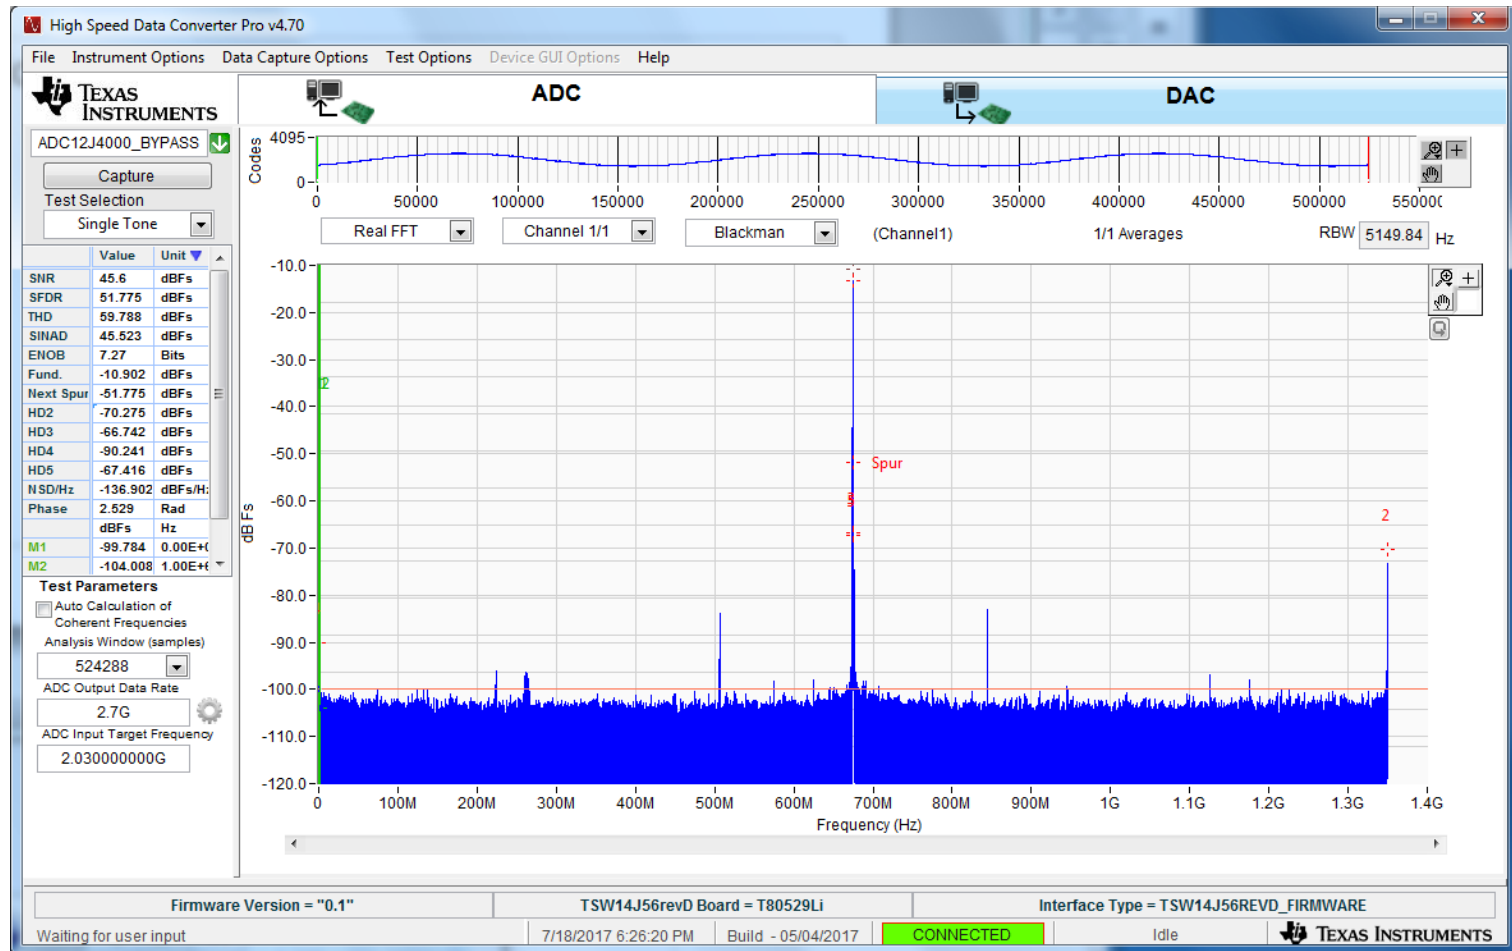 High Speed Data Converter Pro v4.70
File Instrument Options Data Capture Options Test Options Device GUI Options Help
TEXAS INSTRUMENTS
ADC
DAC
ADC12J4000_BYPASS
Capture
Test Selection
Single Tone
Value Unit
SNR 45.6 dBFs
SFDR 51.775 dBFs
THD 59.788 dBFs
SINAD 45.523 dBFs
ENOB 7.27 Bits
Fund. -10.902 dBFs
Next Spur -51.775 dBFs
HD2 -70.275 dBFs
HD3 -66.742 dBFs
HD4 -90.241 dBFs
HD5 -67.416 dBFs
NSD/Hz -136.902 dBFs/H
Phase 2.529 Rad
dBFs Hz
M1 -99.784 0.00E+
M2 -104.008 1.00E+
Test Parameters
Auto Calculation of
Coherent Frequencies
Analysis Window (samples)
524288
ADC Output Data Rate
2.7G
ADC Input Target Frequency
2.030000000G
Codes
4095
0
0 50000 100000 150000 200000 250000 300000 350000 400000 450000 500000 55000
Real FFT Channel 1/1 Blackman (Channel1) 1/1 Averages RBW 5149.84 Hz
dB Fs
-10.0
-20.0
-30.0
-40.0
-50.0
-60.0
-70.0
-80.0
-90.0
-100.0
-110.0
-120.0
2
Spur
2
0 100M 200M 300M 400M 500M 600M 700M 800M 900M 1G 1.1G 1.2G 1.3G 1.4G
Frequency (Hz)
Firmware Version = "0.1" TSW14J56revD Board = T80529Li Interface Type = TSW14J56REVD_FIRMWARE
Waiting for user input 7/18/2017 6:26:20 PM Build - 05/04/2017 CONNECTED Idle TEXAS INSTRUMENTS